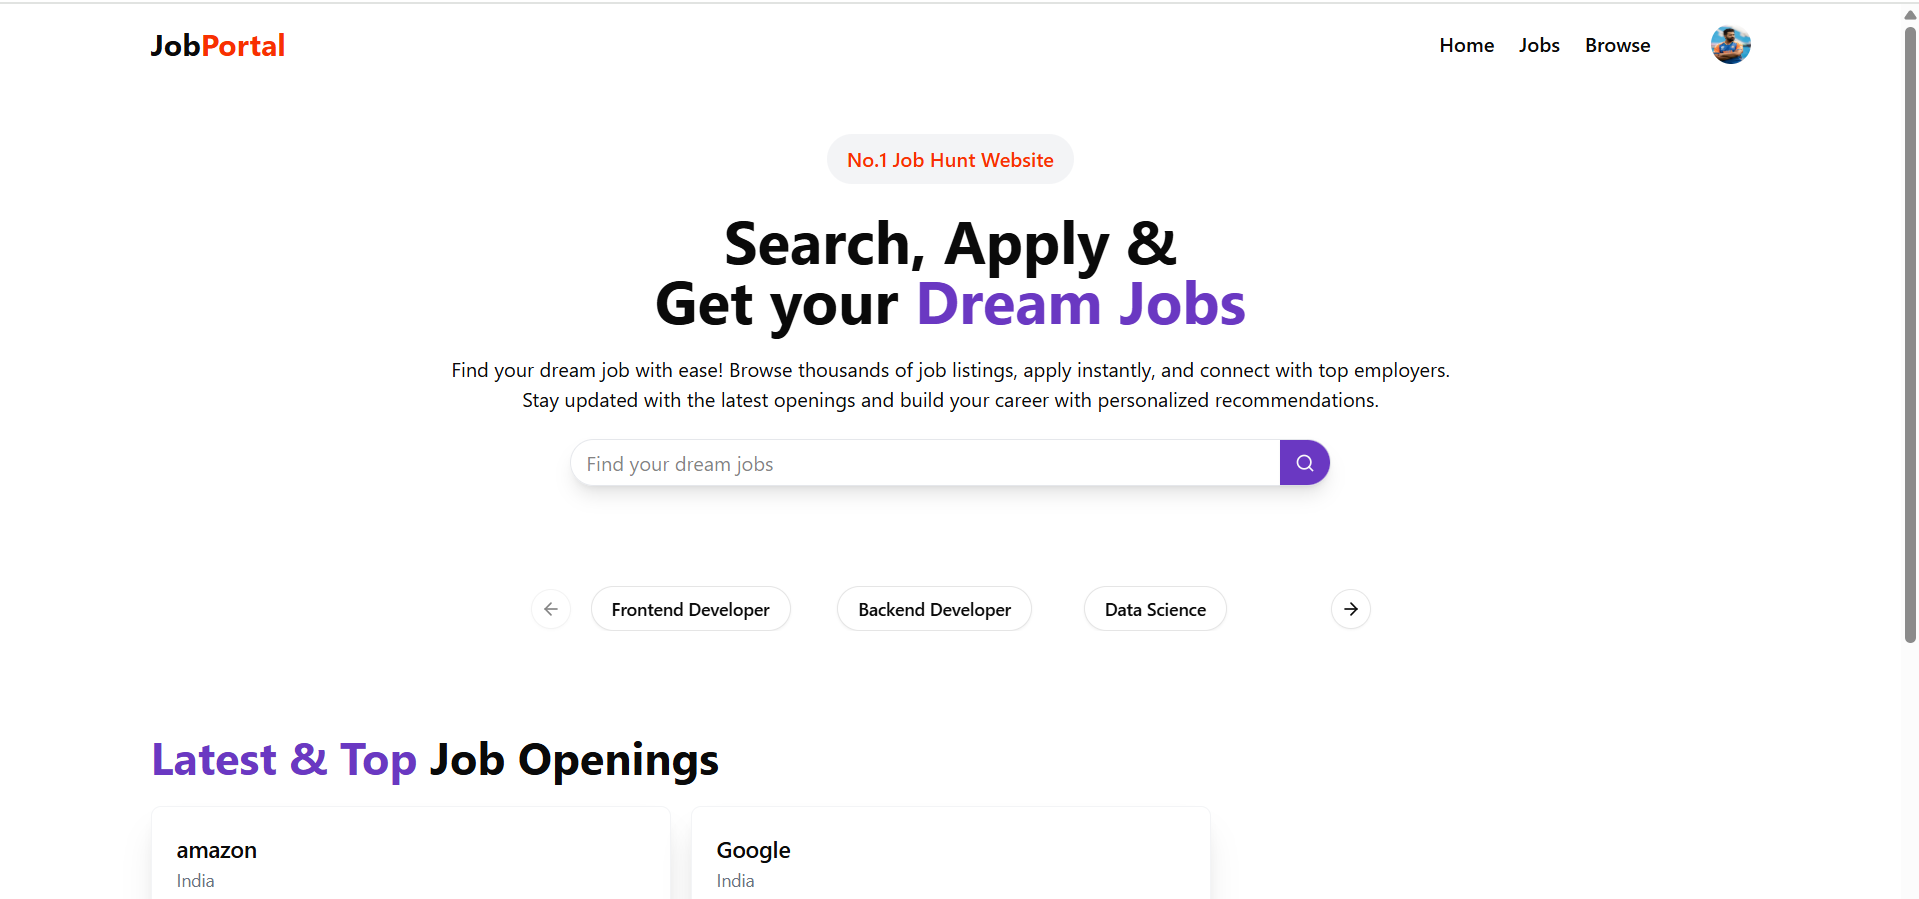 JobPortal
Home Jobs Browse
No.1 Job Hunt Website
Search, Apply &
Get your Dream Jobs
Find your dream job with ease! Browse thousands of job listings, apply instantly, and connect with top employers.
Stay updated with the latest openings and build your career with personalized recommendations.
Find your dream jobs
Frontend Developer Backend Developer Data Science
Latest & Top Job Openings
amazon Google
India India